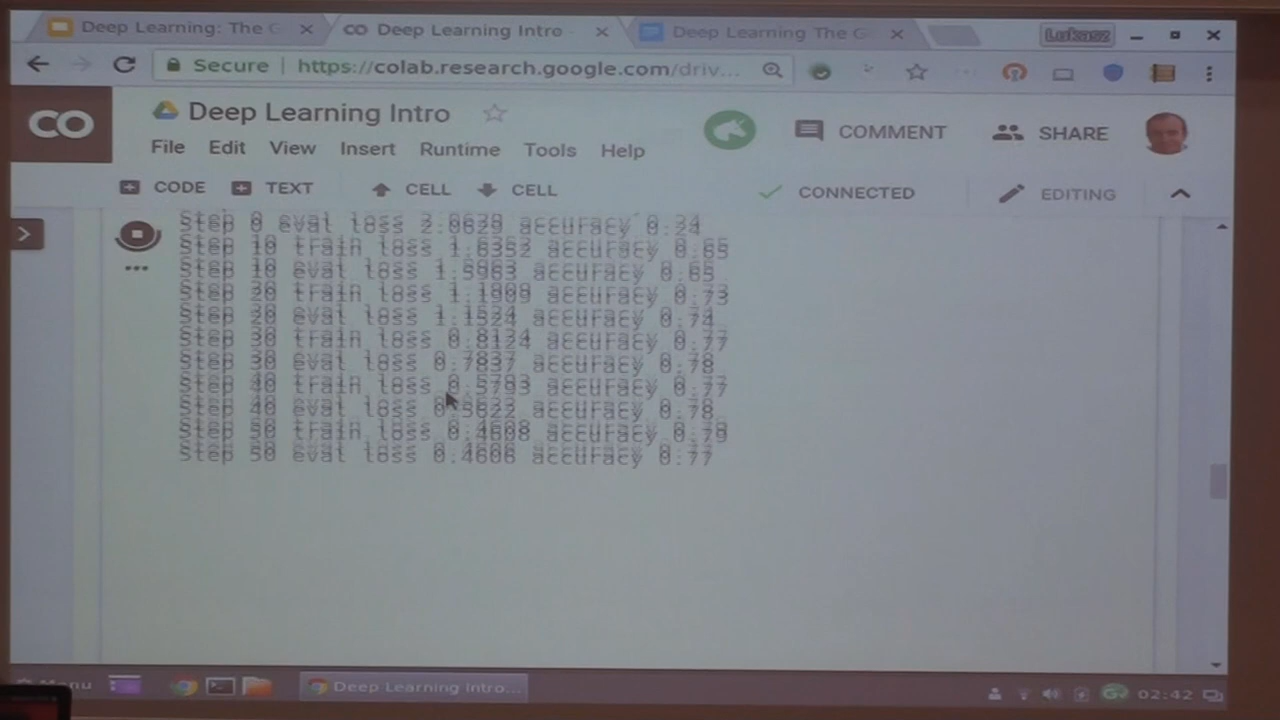 Deep Learning: The G
CO Deep Learning Intro
Deep Learning The G
Lukasz
Secure | https://colab.research.google.com/driv...
CO
Deep Learning Intro
File Edit View Insert Runtime Tools Help
COMMENT
SHARE
CODE TEXT CELL CELL
CONNECTED
EDITING
Step 0 eval loss 2.0629 accuracy 0.24
Step 10 train loss 1.6352 accuracy 0.65
Step 10 eval loss 1.5963 accuracy 0.65
Step 20 train loss 1.1909 accuracy 0.73
Step 20 eval loss 1.1524 accuracy 0.74
Step 30 train loss 0.8124 accuracy 0.77
Step 30 eval loss 0.7837 accuracy 0.78
Step 40 train loss 0.5793 accuracy 0.77
Step 40 eval loss accuracy 0.78
Step 50 train loss 0.4608 accuracy 0.79
Step 50 eval loss 0.4606 accuracy 0.77
Menu
Deep Learning Intro...
02:42